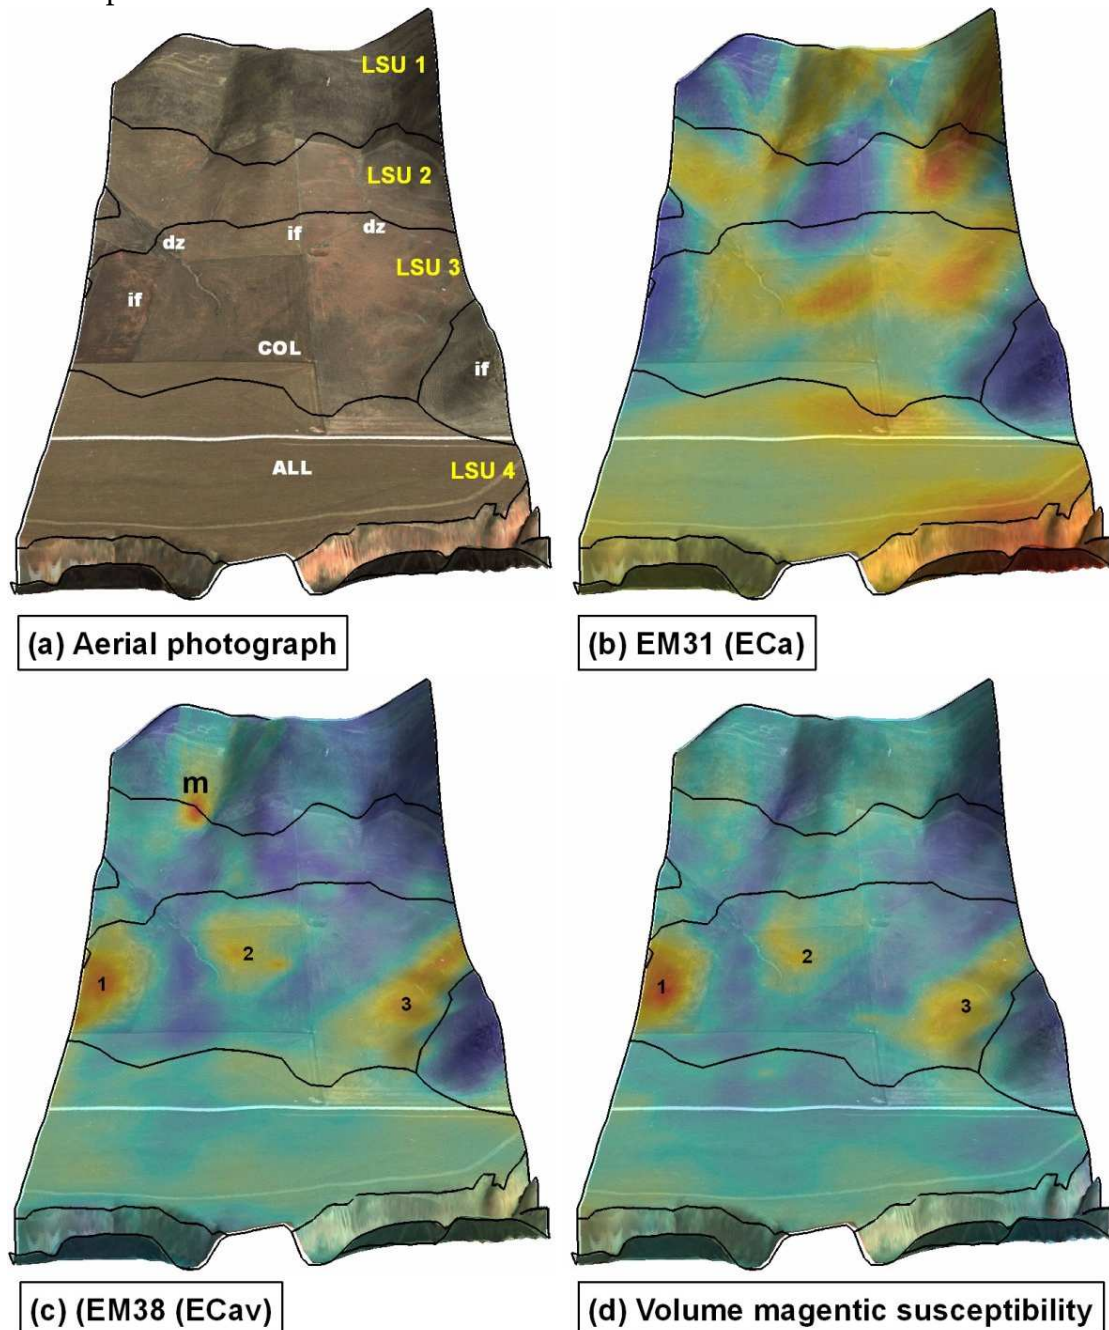 LSU 1
LSU 2
dz
if
dz
LSU 3
if
COL
if
ALL
LSU 4
(a) Aerial photograph
(b) EM31 (ECa)
m
1
2
3
1
2
3
(c) (EM38 (ECav)
(d) Volume magentic susceptibility